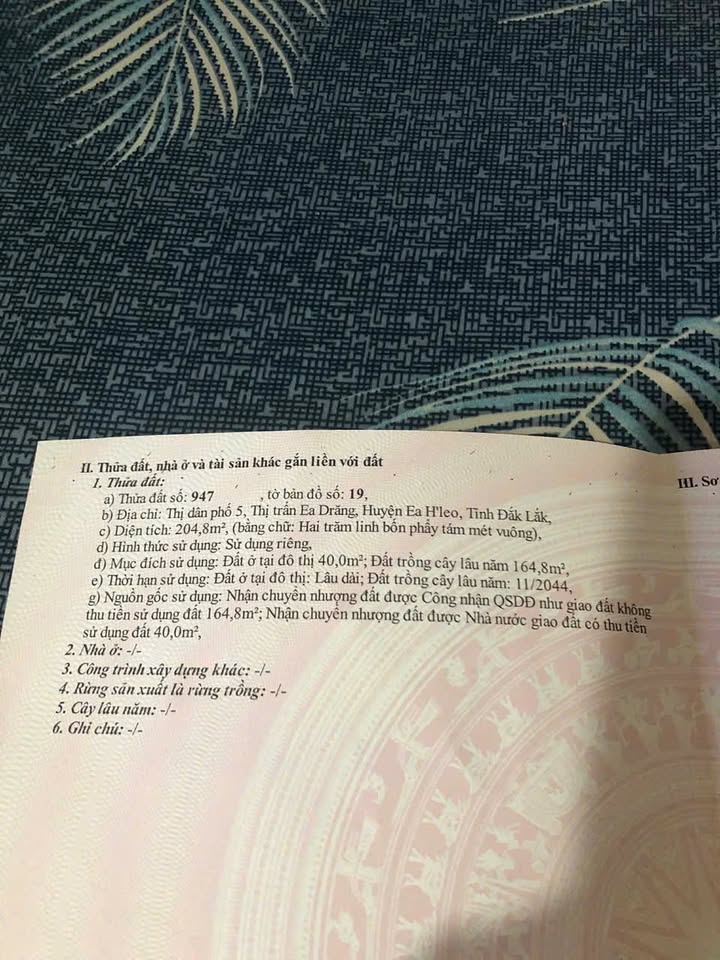 II. Thửa đất, nhà ở và tài sản khác gắn liền với đất
III. Sơ
1. Thửa đất:
a) Thửa đất số: 947 , tờ bản đồ số: 19,
b) Địa chỉ: Thị dân phố 5, Thị trấn Ea Drăng, Huyện Ea H'leo, Tỉnh Đắk Lắk,
c) Diện tích: 204,8m², (bằng chữ: Hai trăm linh bốn phẩy tám mét vuông),
d) Hình thức sử dụng: Sử dụng riêng,
đ) Mục đích sử dụng: Đất ở tại đô thị 40,0m²; Đất trồng cây lâu năm 164,8m²,
e) Thời hạn sử dụng: Đất ở tại đô thị: Lâu dài; Đất trồng cây lâu năm: 11/2044,
g) Nguồn gốc sử dụng: Nhận chuyển nhượng đất được Công nhận QSDĐ như giao đất không
thu tiền sử dụng đất 164,8m²; Nhận chuyển nhượng đất được Nhà nước giao đất có thu tiền
sử dụng đất 40,0m²,
2. Nhà ở: -/-
3. Công trình xây dựng khác: -/-
4. Rừng sản xuất là rừng trồng: -/-
5. Cây lâu năm: -/-
6. Ghi chú: -/-